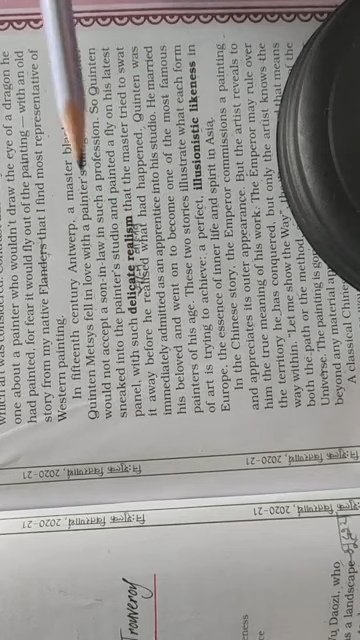 one about a painter who wouldn't draw the eye of a dragon he
had painted, for fear it would fly out of the painting — with an old
story from my native Flanders that I find most representative of
Western painting.
In fifteenth century Antwerp, a master
Quinten Metsys fell in love with a painter's
would not accept a son-in-law in such a profession. So Quinten
sneaked into the painter's studio and painted a fly on his latest
panel, with such delicate realism that the master tried to swat
it away before he realised what had happened. Quinten was
immediately admitted as an apprentice into his studio. He married
his beloved and went on to become one of the most famous
painters of his age. These two stories illustrate what each form
of art is trying to achieve: a perfect, illusionistic likeness in
Europe, the essence of inner life and spirit in Asia.
In the Chinese story, the Emperor commissions a painting
and appreciates its outer appearance. But the artist reveals to
him the true meaning of his work. The Emperor may rule over
the territory he has conquered, but only the artist knows the
way within. "Let me show the Way", that means
both the path or the method, of the
Universe. The painting is
beyond any material
A classical Chinese
निःशुल्क वितरणार्थ, 2020-21
निःशुल्क वितरणार्थ, 2020-21
निःशुल्क वितरणार्थ, 2020-21
निःशुल्क वितरणार्थ, 2020-21
Daozi, who
a landscape